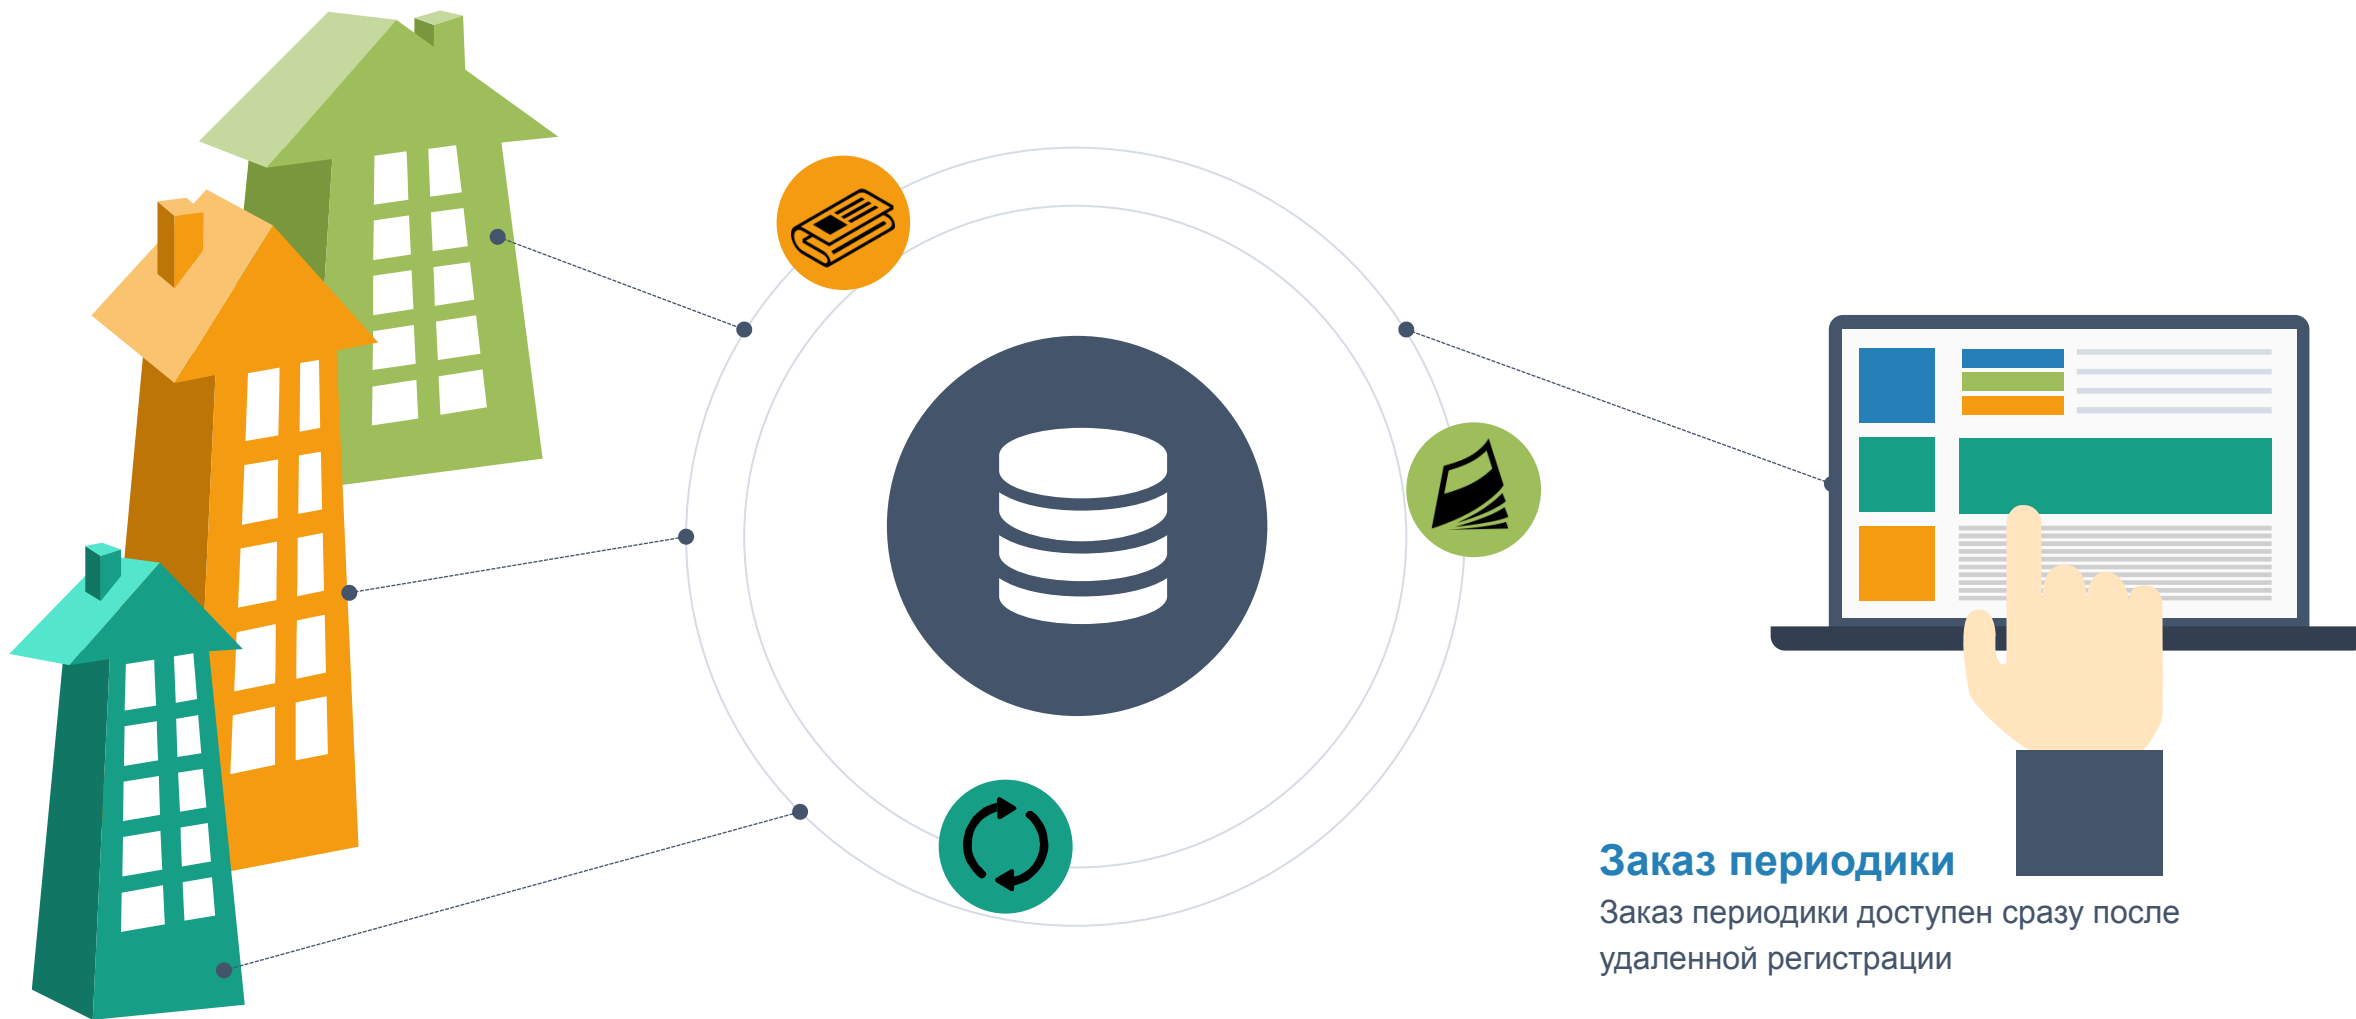 Заказ периодики
Заказ периодики доступен сразу после
удаленной регистрации